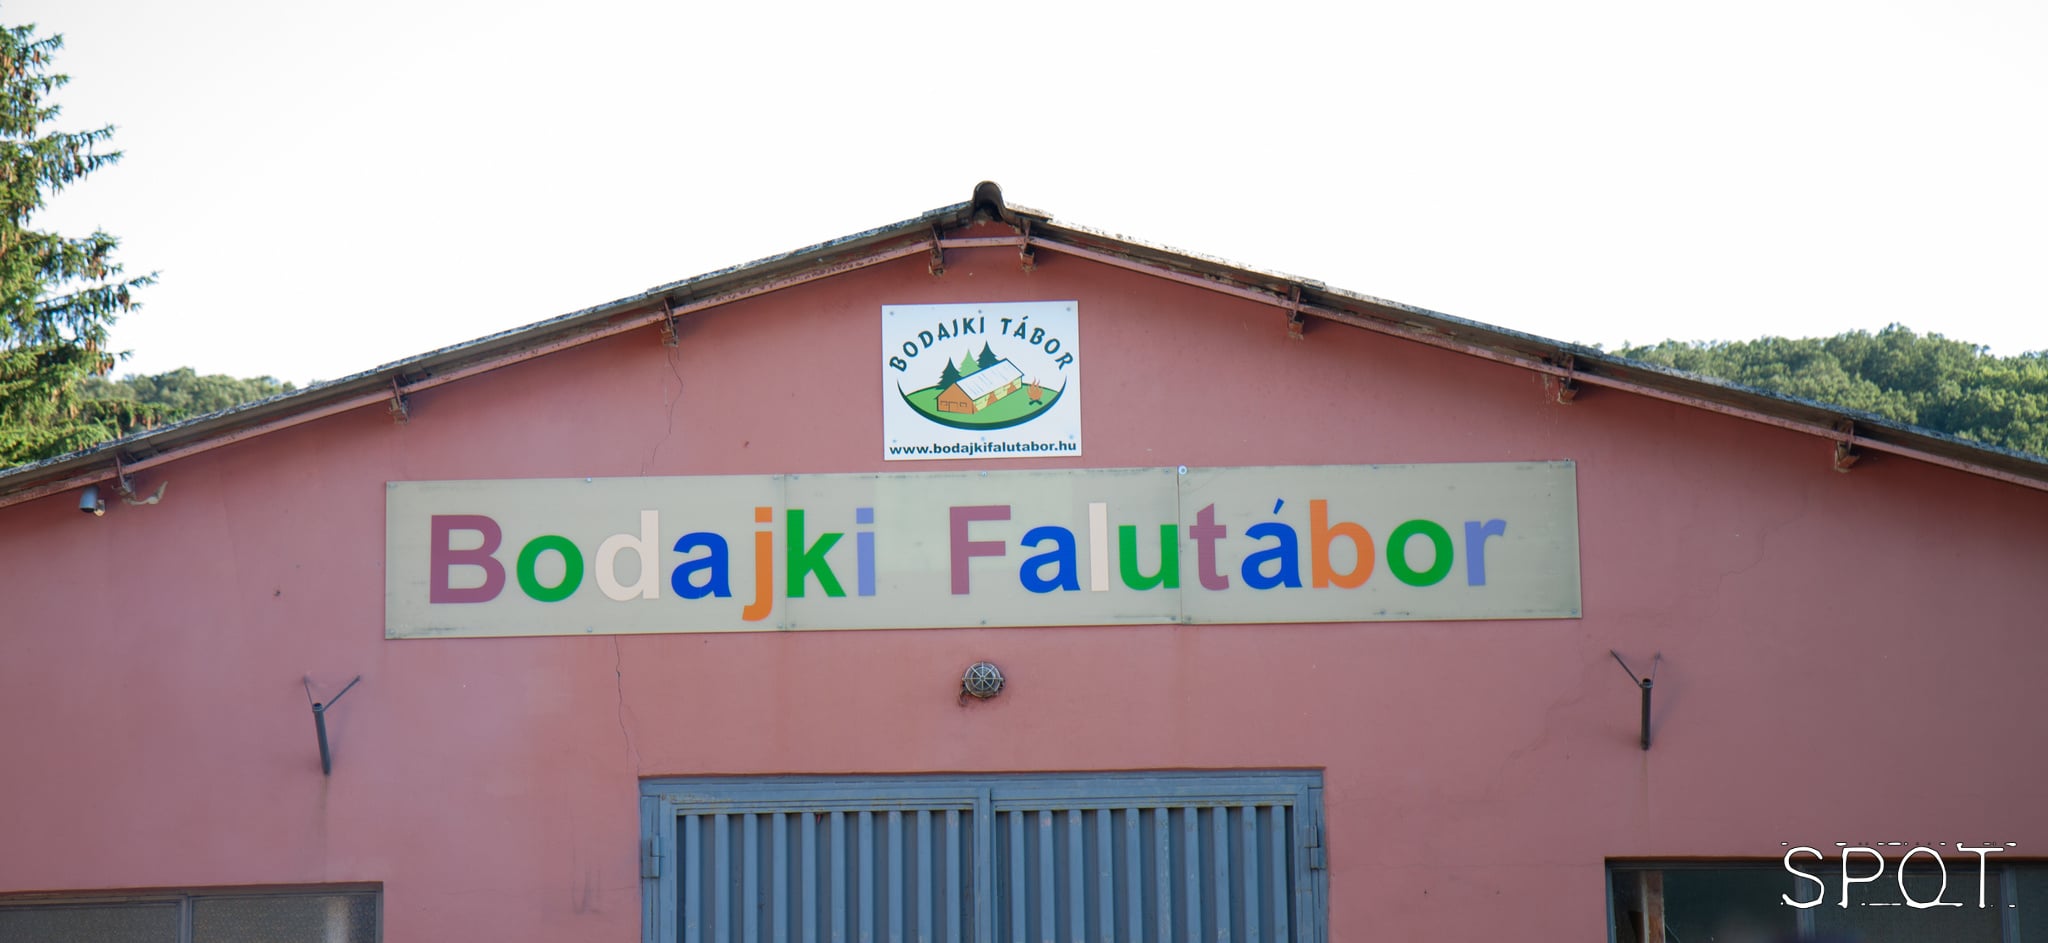 BODAJKI TÁBOR
www.bodajkifalutabor.hu
Bodajki Falutábor
SPOT